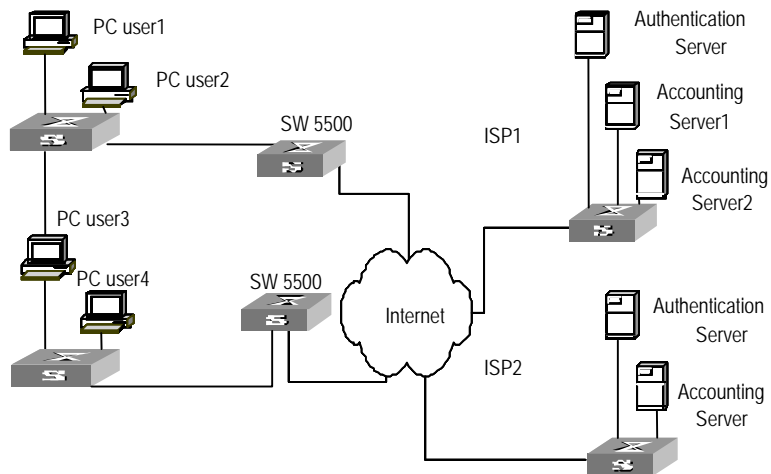 PC user1
PC user2
SW 5500
PC user3
PC user4
SW 5500
Internet
ISP1
Authentication
Server
Accounting
Server1
Accounting
Server2
ISP2
Authentication
Server
Accounting
Server